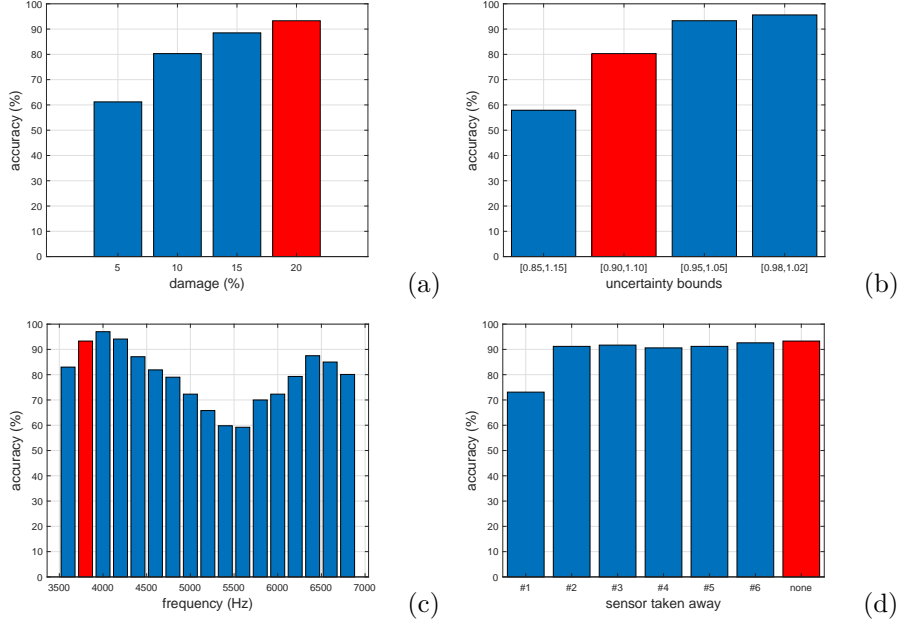 100
90
80
70
60
50
40
30
20
10
0
accuracy (%)
5 10 15 20
damage (%)
(a)
100
90
80
70
60
50
40
30
20
10
0
accuracy (%)
[0.85,1.15] [0.90,1.10] [0.95,1.05] [0.98,1.02]
uncertainty bounds
(b)
100
90
80
70
60
50
40
30
20
10
0
accuracy (%)
3500 4000 4500 5000 5500 6000 6500 7000
frequency (Hz)
(c)
100
90
80
70
60
50
40
30
20
10
0
accuracy (%)
#1 #2 #3 #4 #5 #6 none
sensor taken away
(d)